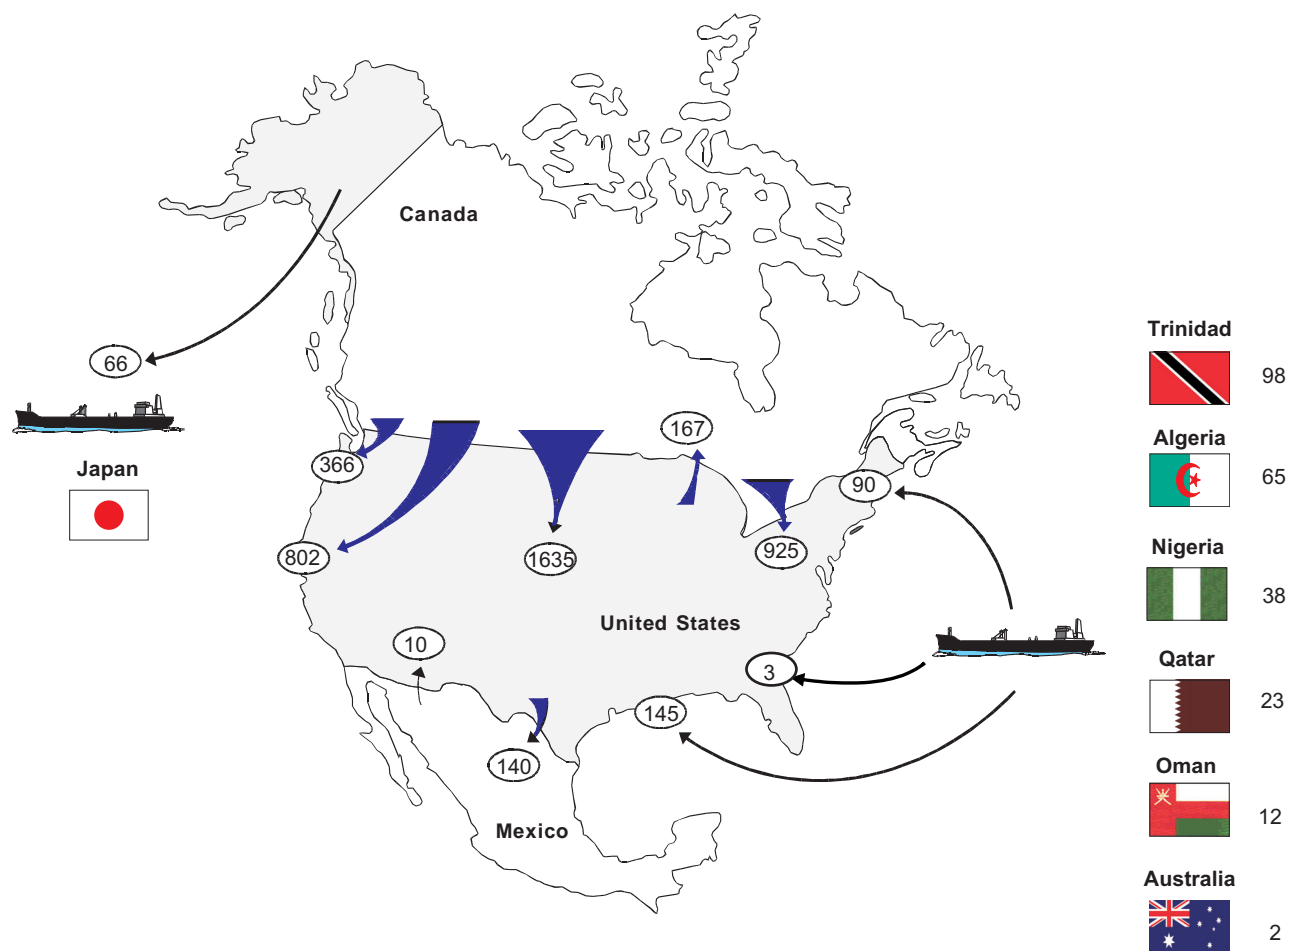 Canada
Trinidad
98
66
Algeria
65
167
366
90
Japan
802
1635
925
Nigeria
38
United States
10
3
Qatar
23
145
140
Oman
12
Mexico
Australia
2